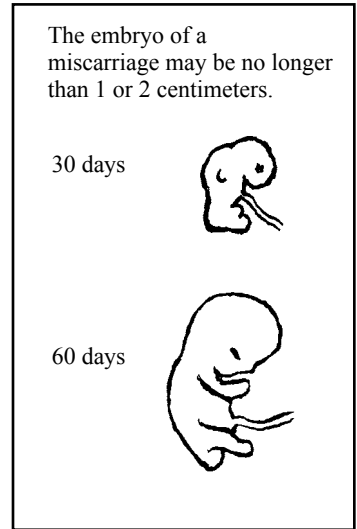 The embryo of a
miscarriage may be no longer
than 1 or 2 centimeters.
30 days
60 days